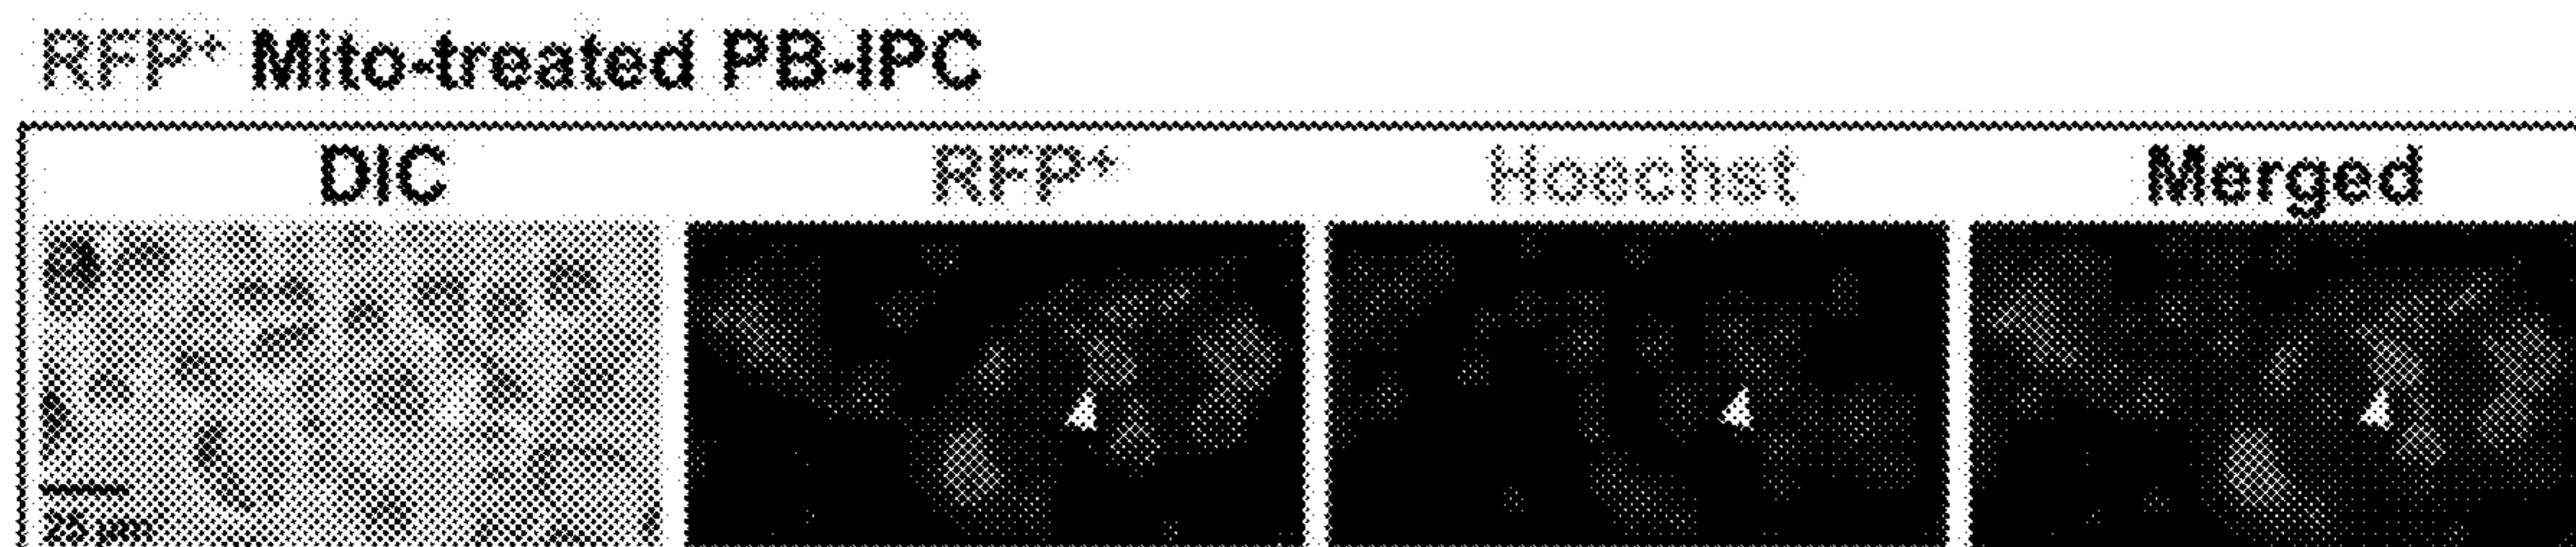 RFP+ Mito-treated PB-IPC
DIC RFP+ Hoechst Merged
25 µm